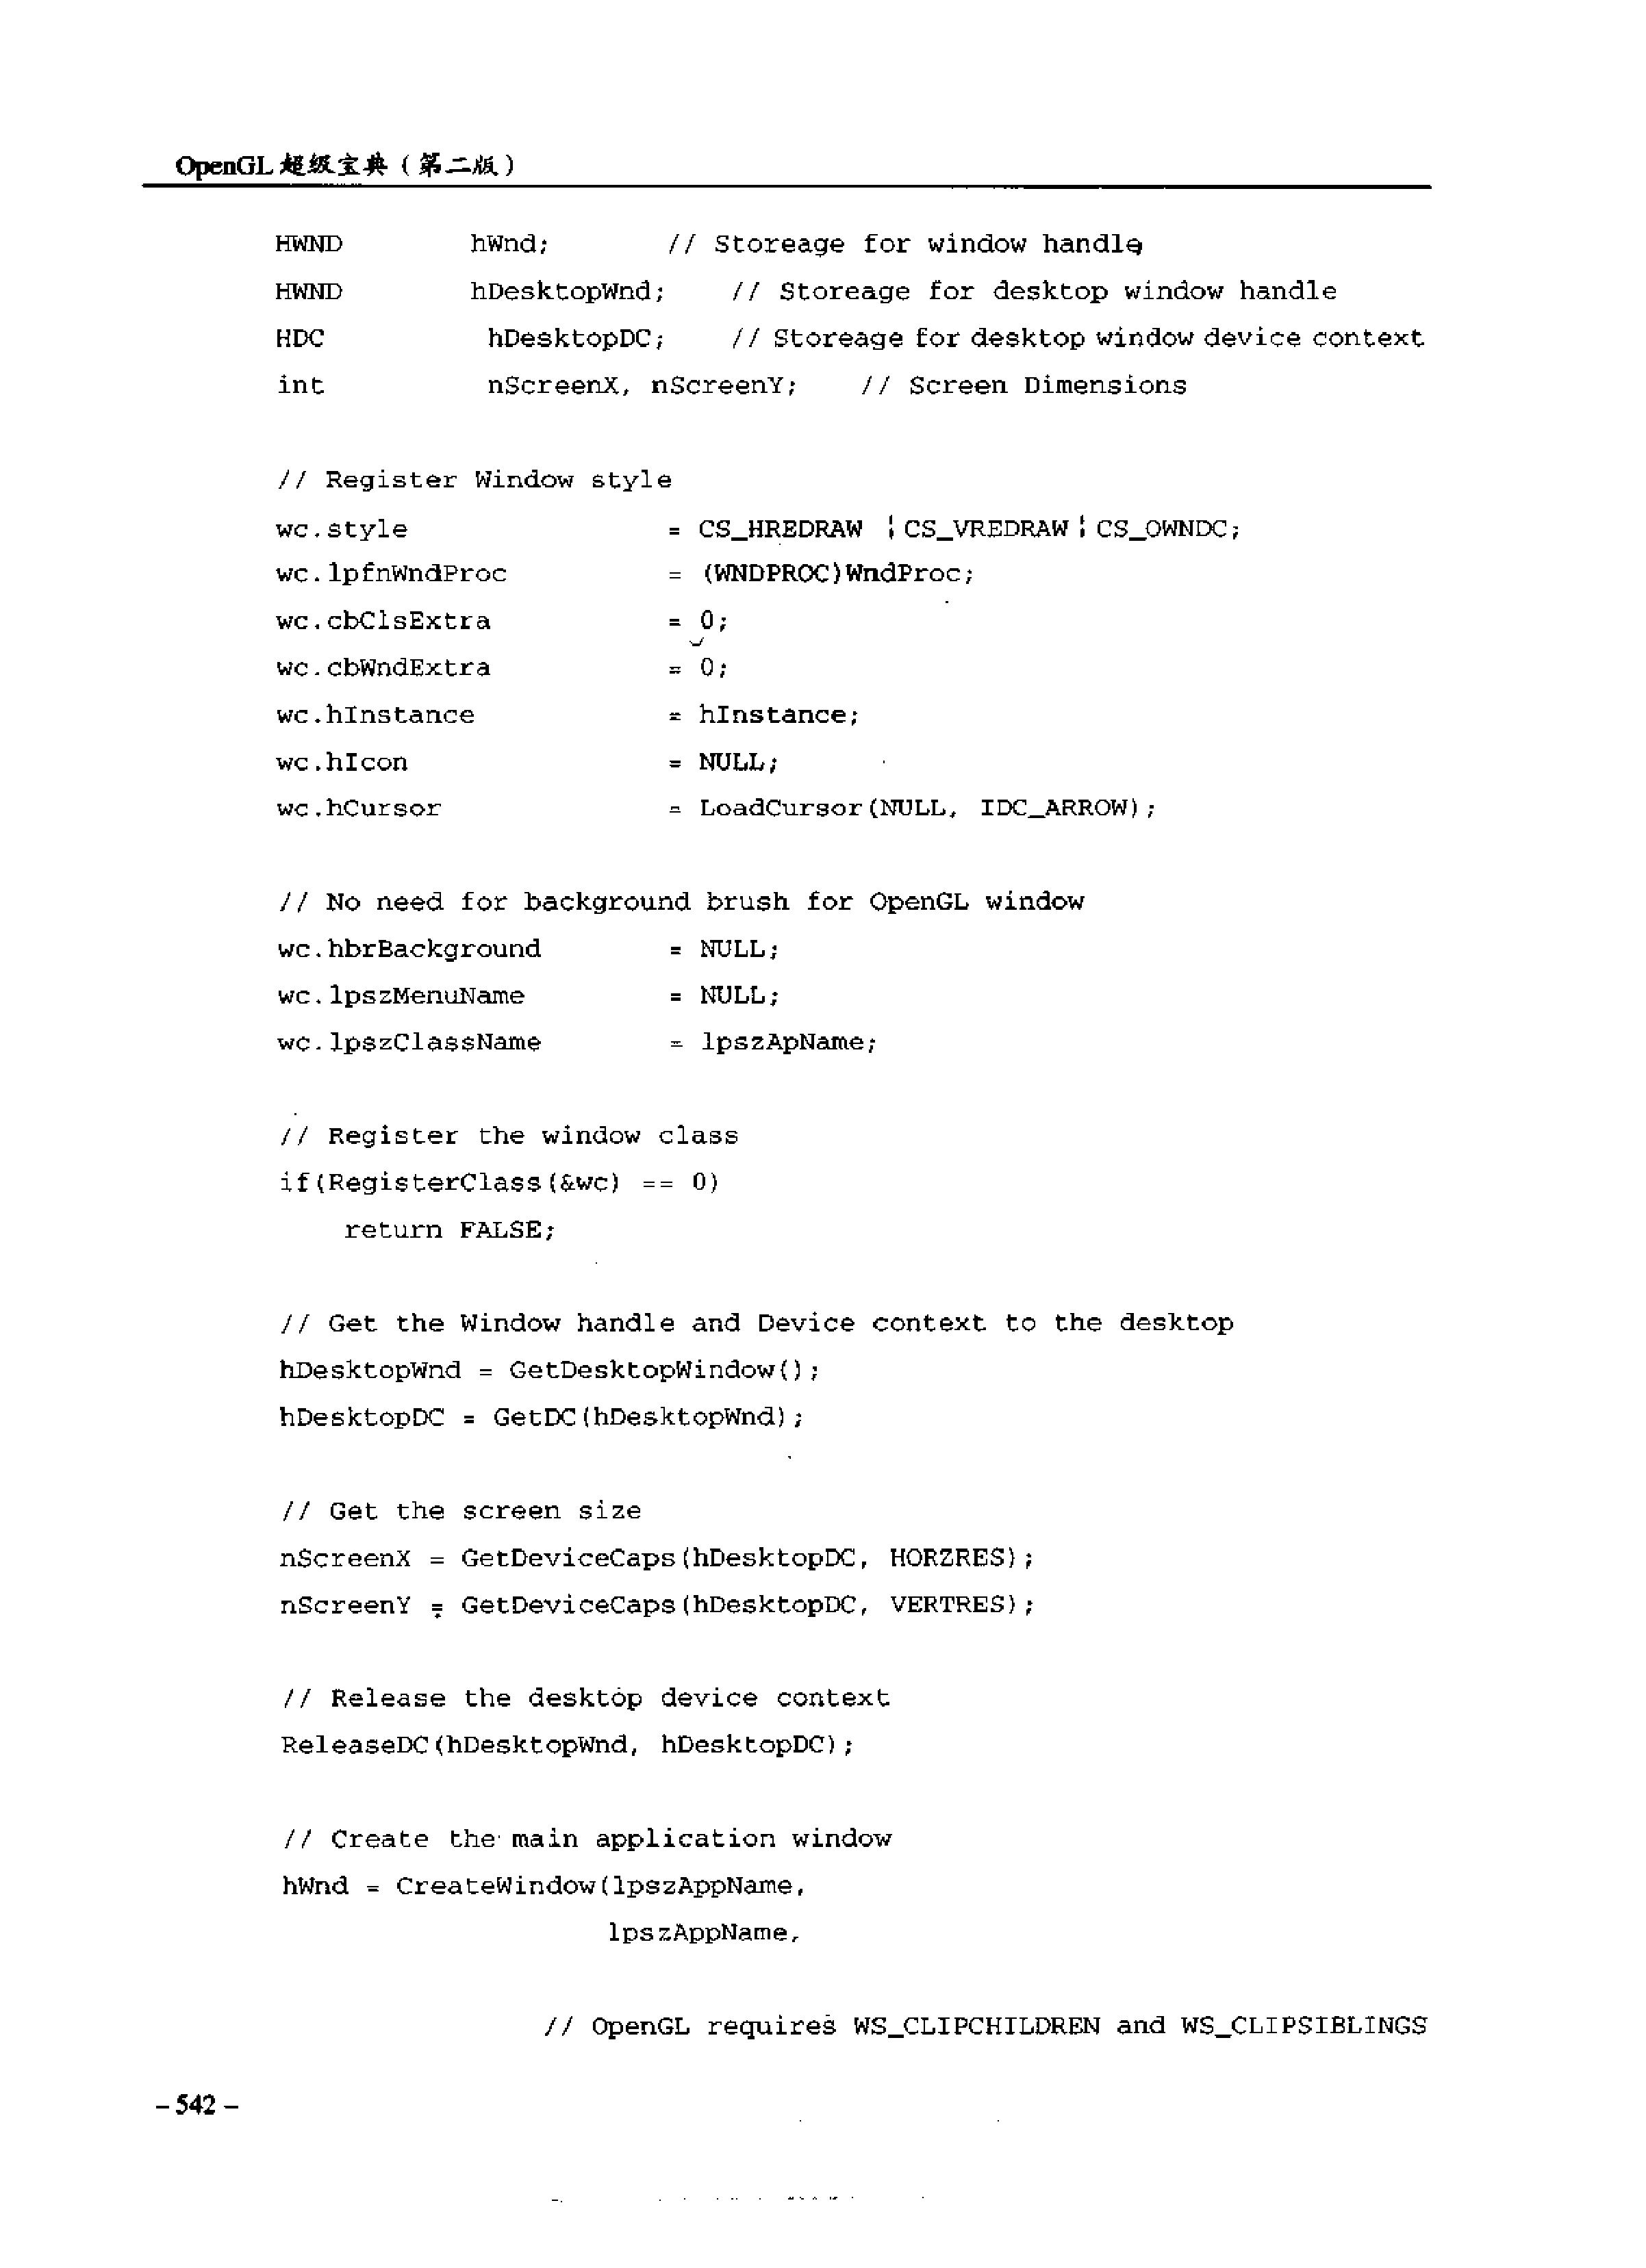 OpenGL 超级宝典（第二版）
HWND hWnd; // Storeage for window handle
HWND hDesktopWnd; // Storeage for desktop window handle
HDC hDesktopDC; // Storeage for desktop window device context
int nScreenX, nScreenY; // Screen Dimensions
// Register Window style
wc.style = CS_HREDRAW ¦ CS_VREDRAW ¦ CS_OWNDC;
wc.lpfnWndProc = (WNDPROC)WndProc;
wc.cbClsExtra = 0;
wc.cbWndExtra = 0;
wc.hInstance = hInstance;
wc.hIcon = NULL;
wc.hCursor = LoadCursor(NULL, IDC_ARROW);
// No need for background brush for OpenGL window
wc.hbrBackground = NULL;
wc.lpszMenuName = NULL;
wc.lpszClassName = lpszApName;
// Register the window class
if(RegisterClass(&wc) == 0)
return FALSE;
// Get the Window handle and Device context to the desktop
hDesktopWnd = GetDesktopWindow();
hDesktopDC = GetDC(hDesktopWnd);
// Get the screen size
nScreenX = GetDeviceCaps(hDesktopDC, HORZRES);
nScreenY = GetDeviceCaps(hDesktopDC, VERTRES);
// Release the desktop device context
ReleaseDC(hDesktopWnd, hDesktopDC);
// Create the main application window
hWnd = CreateWindow(lpszAppName,
lpszAppName,
// OpenGL requires WS_CLIPCHILDREN and WS_CLIPSIBLINGS
– 542 –